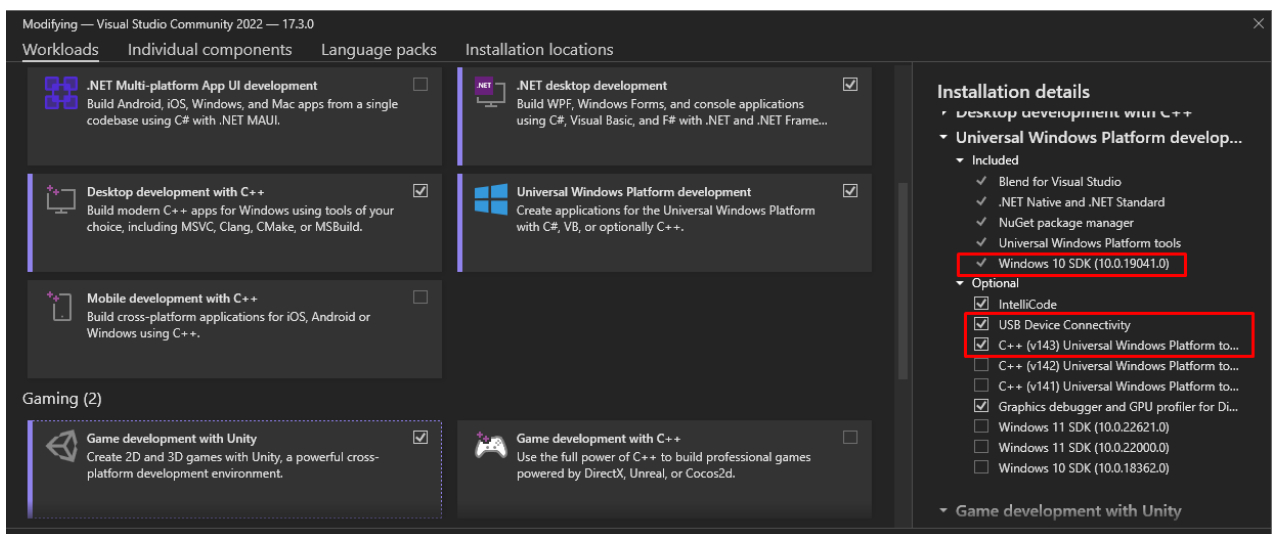 Modifying — Visual Studio Community 2022 — 17.3.0
Workloads Individual components Language packs Installation locations
.NET Multi-platform App UI development
Build Android, iOS, Windows, and Mac apps from a single
codebase using C# with .NET MAUI.
.NET
.NET desktop development
Build WPF, Windows Forms, and console applications
using C#, Visual Basic, and F# with .NET and .NET Frame...
Desktop development with C++
Build modern C++ apps for Windows using tools of your
choice, including MSVC, Clang, CMake, or MSBuild.
Universal Windows Platform development
Create applications for the Universal Windows Platform
with C#, VB, or optionally C++.
Mobile development with C++
Build cross-platform applications for iOS, Android or
Windows using C++.
Gaming (2)
Game development with Unity
Create 2D and 3D games with Unity, a powerful cross-
platform development environment.
Game development with C++
Use the full power of C++ to build professional games
powered by DirectX, Unreal, or Cocos2d.
Installation details
Desktop development with C++
Universal Windows Platform develop...
Included
Blend for Visual Studio
.NET Native and .NET Standard
NuGet package manager
Universal Windows Platform tools
Windows 10 SDK (10.0.19041.0)
Optional
IntelliCode
USB Device Connectivity
C++ (v143) Universal Windows Platform to...
C++ (v142) Universal Windows Platform to...
C++ (v141) Universal Windows Platform to...
Graphics debugger and GPU profiler for Di...
Windows 11 SDK (10.0.22621.0)
Windows 11 SDK (10.0.22000.0)
Windows 10 SDK (10.0.18362.0)
Game development with Unity